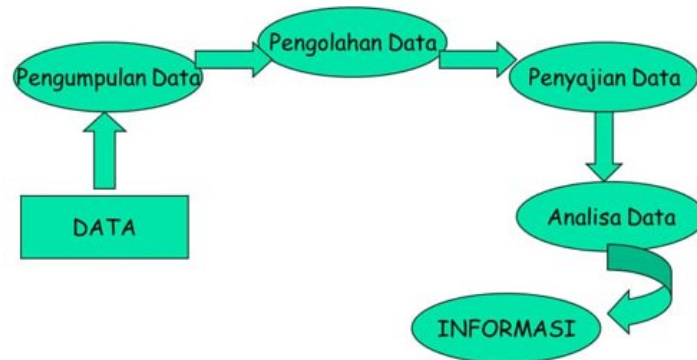 Pengolahan Data
Pengumpulan Data
Penyajian Data
DATA
Analisa Data
INFORMASI